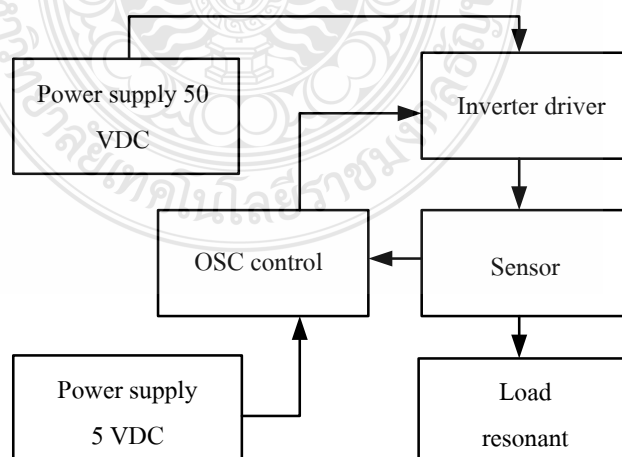 Power supply 50
VDC
Inverter driver
OSC control
Sensor
Power supply
5 VDC
Load
resonant